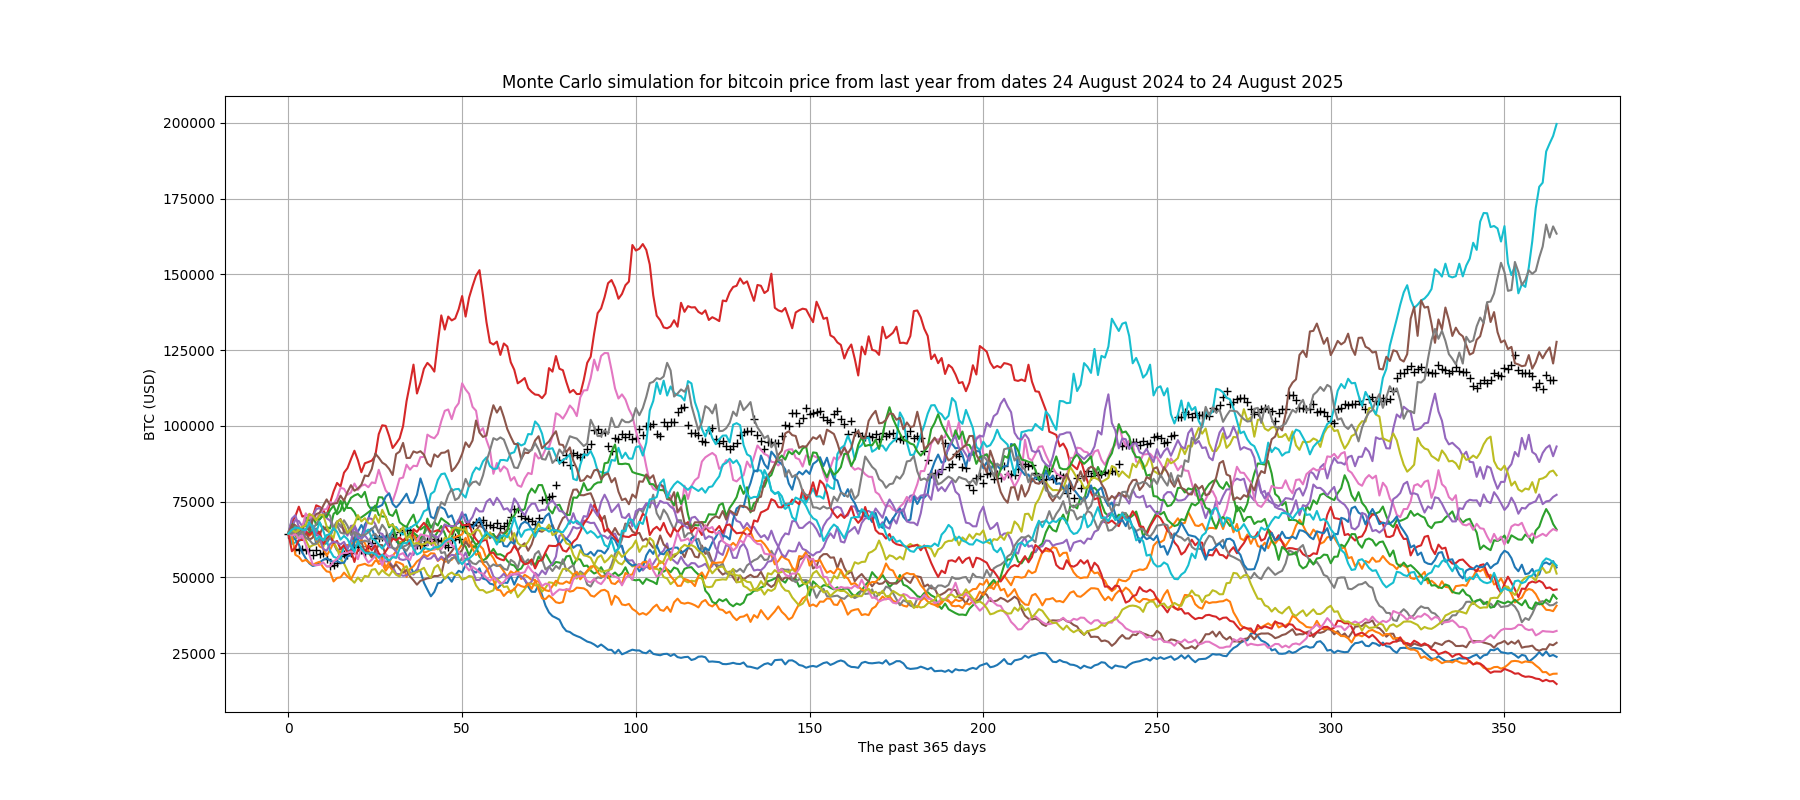 Monte Carlo simulation for bitcoin price from last year from dates 24 August 2024 to 24 August 2025
200000
175000
150000
125000
100000
75000
50000
25000
BTC (USD)
0 50 100 150 200 250 300 350
The past 365 days